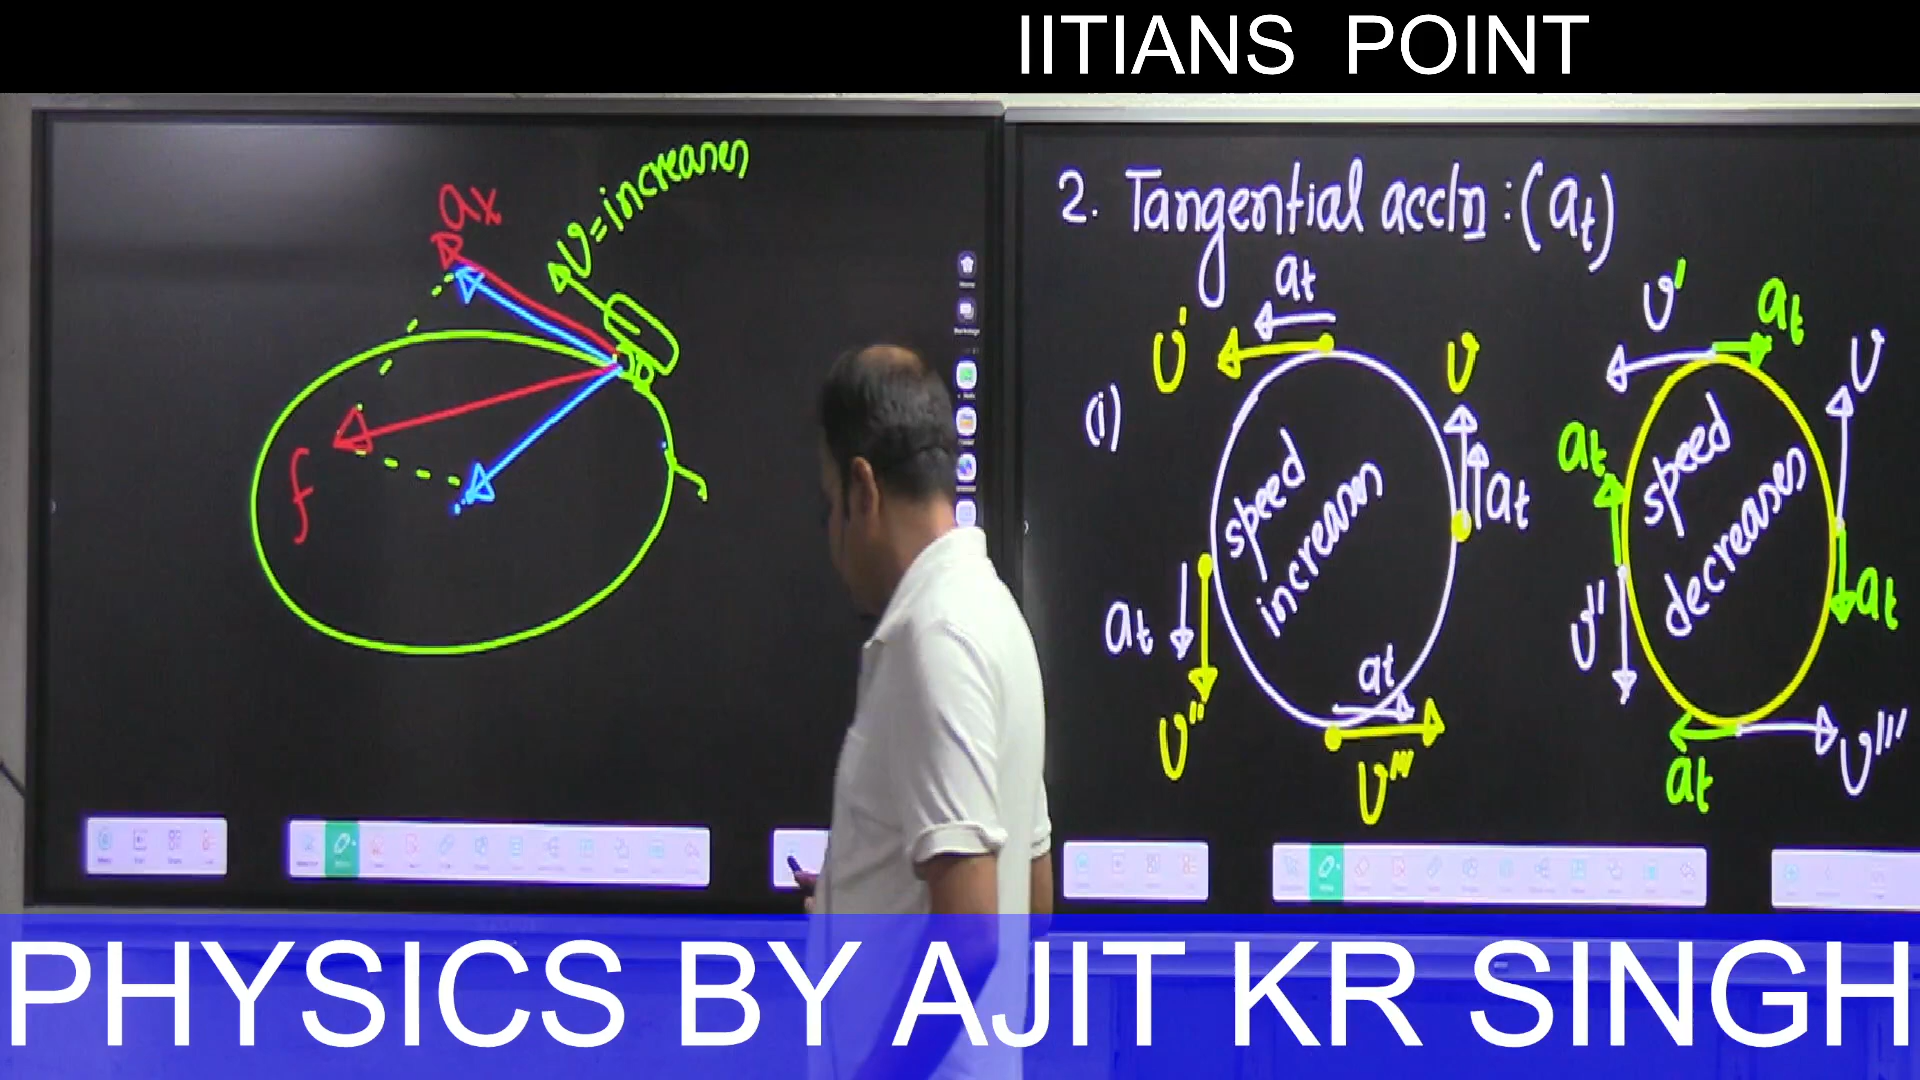 IITIANS POINT
ax
v=increases
f
2. Tangential accln : (at)
(i)
at
v'
v
at
speed
increases
at
v''
at
v'''
v'
at
v
at
speed
decreases
v''
at
at
v'''
PHYSICS BY AJIT KR SINGH